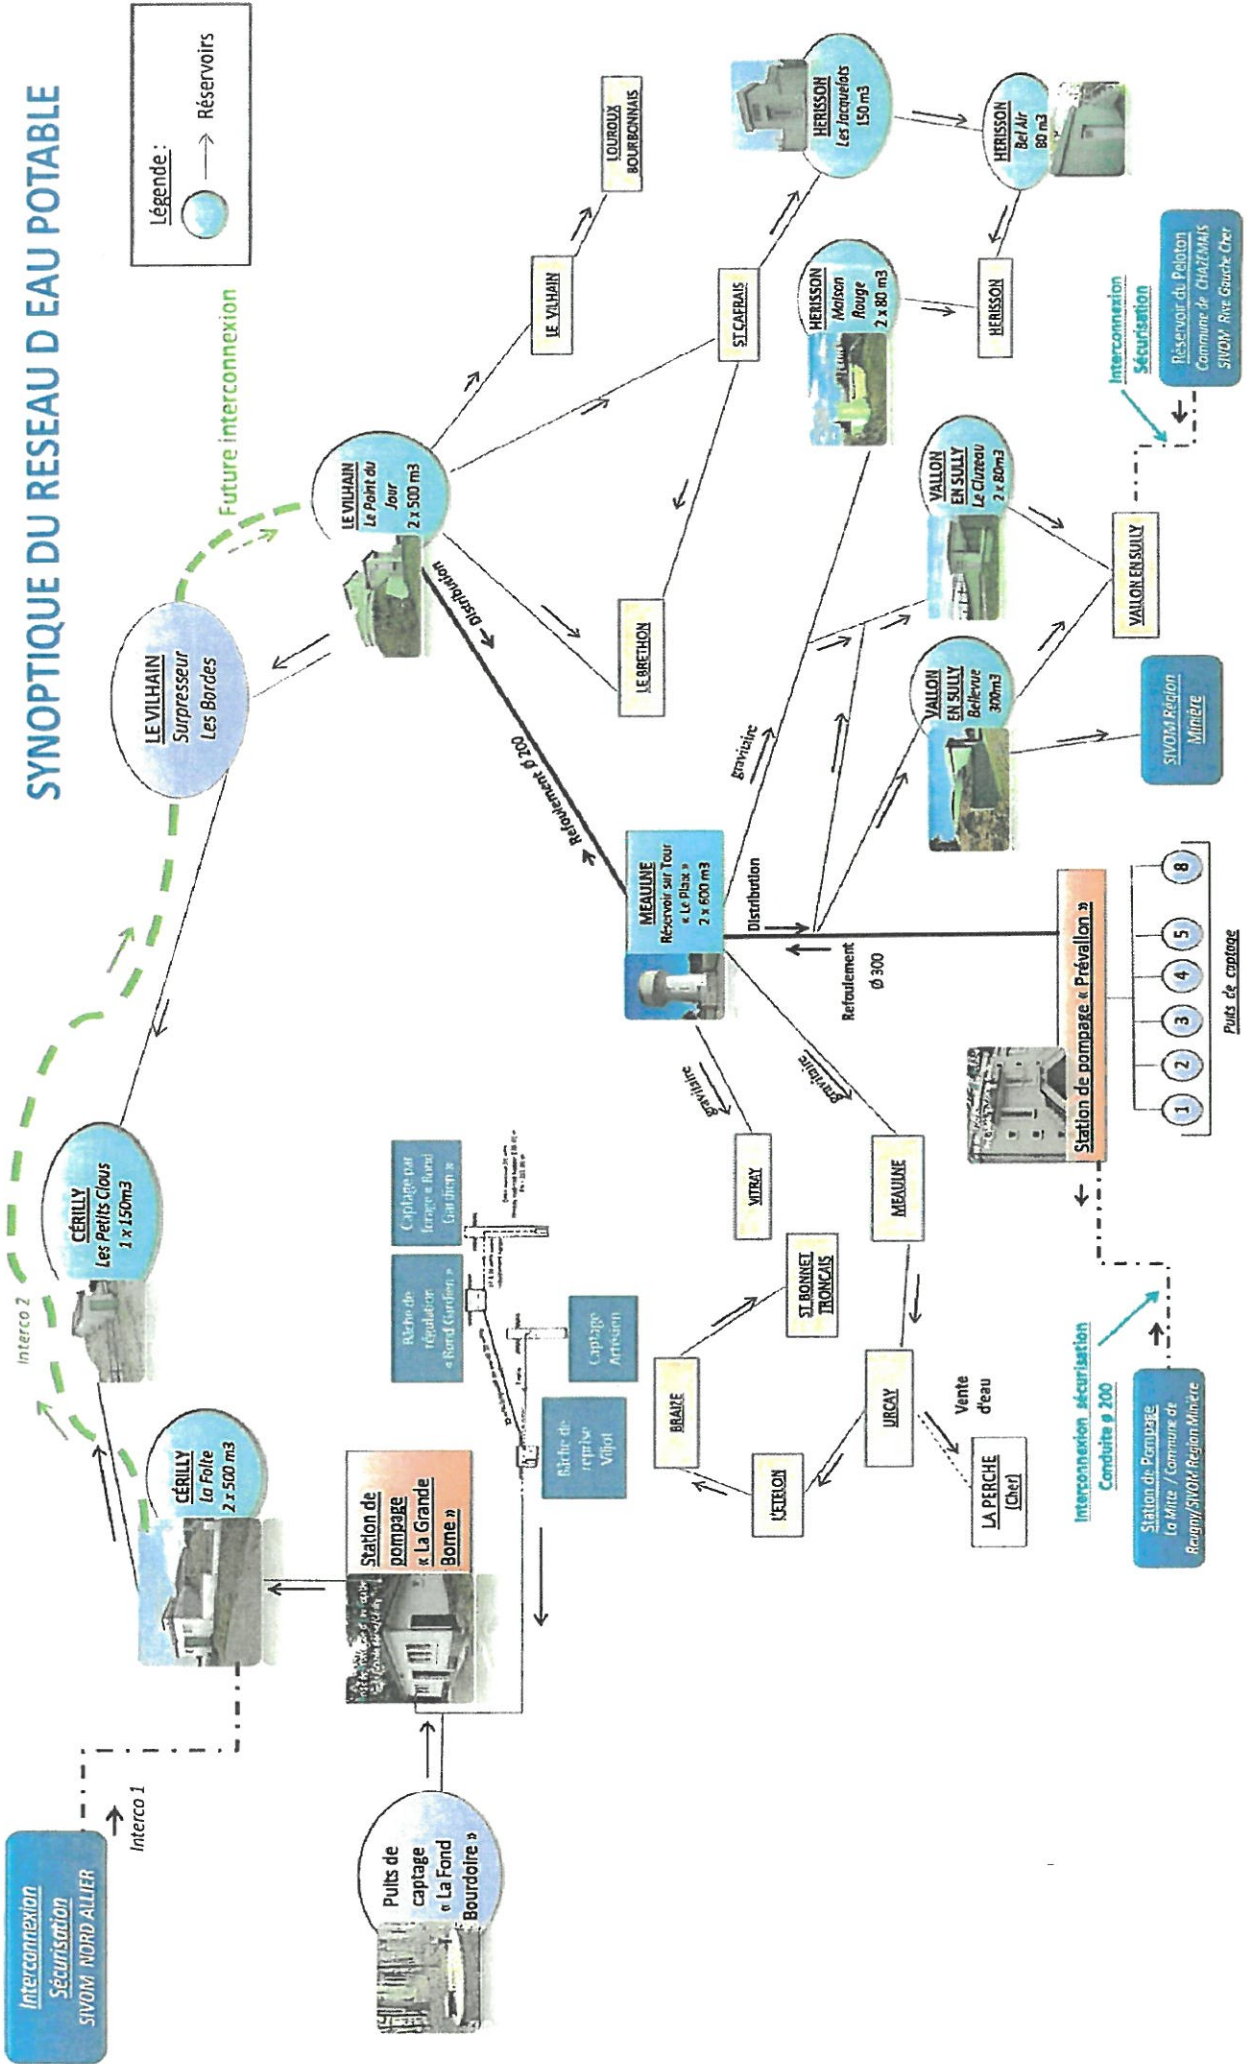 SYNOPTIQUE DU RESEAU D EAU POTABLE
Légende :
Réservoirs
Interconnexion
Sécurisation
SIVOM NORD ALLIER
Interco 1
Interco 2
Future interconnexion
CÉRILLY
La Folie
2 x 500 m3
CÉRILLY
Les Petits Clous
1 x 150m3
LE VILHAIN
Surpresseur
Les Bordes
LE VILHAIN
Le Point du
Jour
2 x 500 m3
Puits de
captage
« La Fond
Bourdoire »
Station de
pompage
« La Grande
Borne »
Bâche de
reprise
Viljot
Captage
Artésien
Bâche de
régulation
« Rond Gardien »
Captage par
forage « Rond
Gardien »
LE VILHAIN
LOUROUX
BOURBONNAIS
ST CAPRAIS
LE BRETHON
Distribution
Refoulement Ø 200
MEAULNE
Réservoir sur Tour
« Le Plaix »
2 x 600 m3
gravitaire
gravitaire
gravitaire
VITRAY
MEAULNE
URCAY
L'ETELON
BRAIZE
ST BONNET
TRONCAIS
Vente
d'eau
LA PERCHE
(Cher)
Distribution
Refoulement
Ø 300
HERISSON
Les Jacquelots
150 m3
HERISSON
Bel Air
80 m3
HERISSON
Maison
Rouge
2 x 80 m3
HERISSON
VALLON
EN SULLY
Le Cluzeau
2 x 80m3
VALLON
EN SULLY
Bellevue
300m3
VALLON EN SULLY
SIVOM Région
Minière
Interconnexion
Sécurisation
Réservoir du Peloton
Commune de CHAZEMAIS
SIVOM Rive Gauche Cher
Station de pompage « Prévallon »
1 2 3 4 5 8
Puits de captage
Interconnexion sécurisation
Conduite ø 200
Station de Pompage
La Mitte / Commune de
Reugny/SIVOM Région Minière